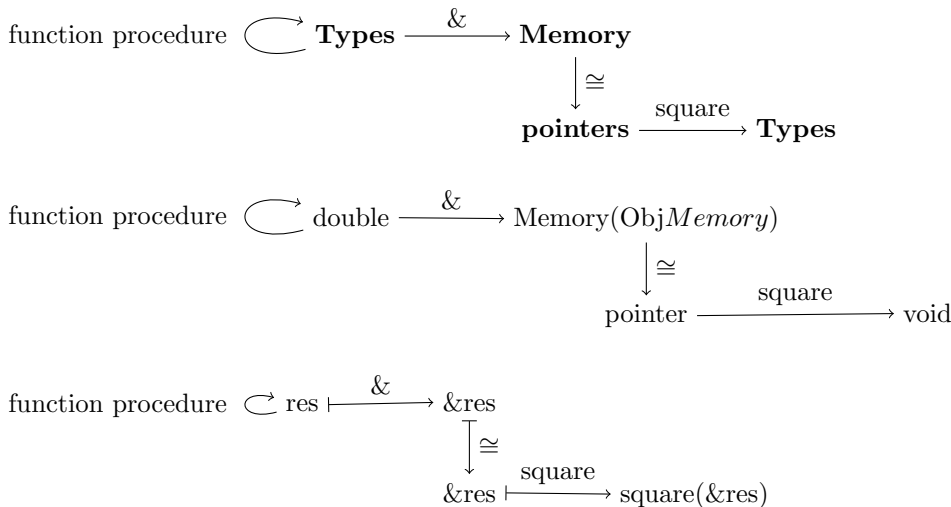 &
function procedure Types Memory
≅
square
pointers Types
&
function procedure double Memory(ObjMemory)
≅
square
pointer void
&
function procedure res &res
≅
square
&res square(&res)